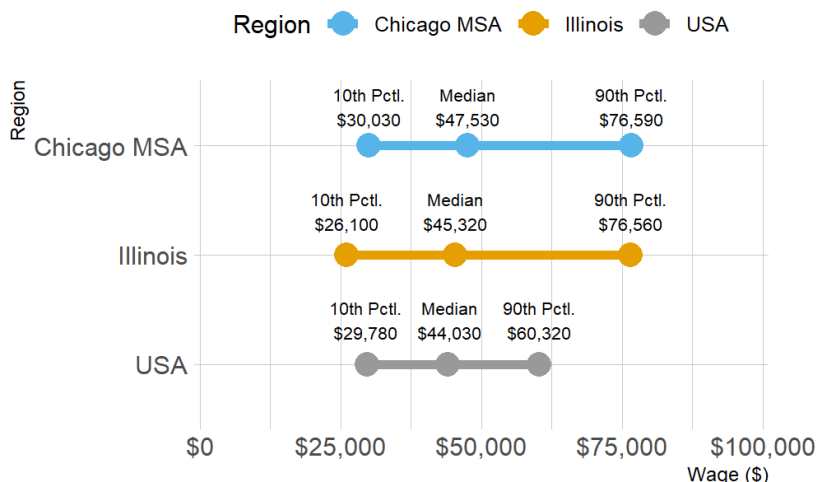 Region Chicago MSA Illinois USA
Region
10th Pctl. Median 90th Pctl.
$30,030 $47,530 $76,590
Chicago MSA
10th Pctl. Median 90th Pctl.
$26,100 $45,320 $76,560
Illinois
10th Pctl. Median 90th Pctl.
$29,780 $44,030 $60,320
USA
$0 $25,000 $50,000 $75,000 $100,000
Wage ($)